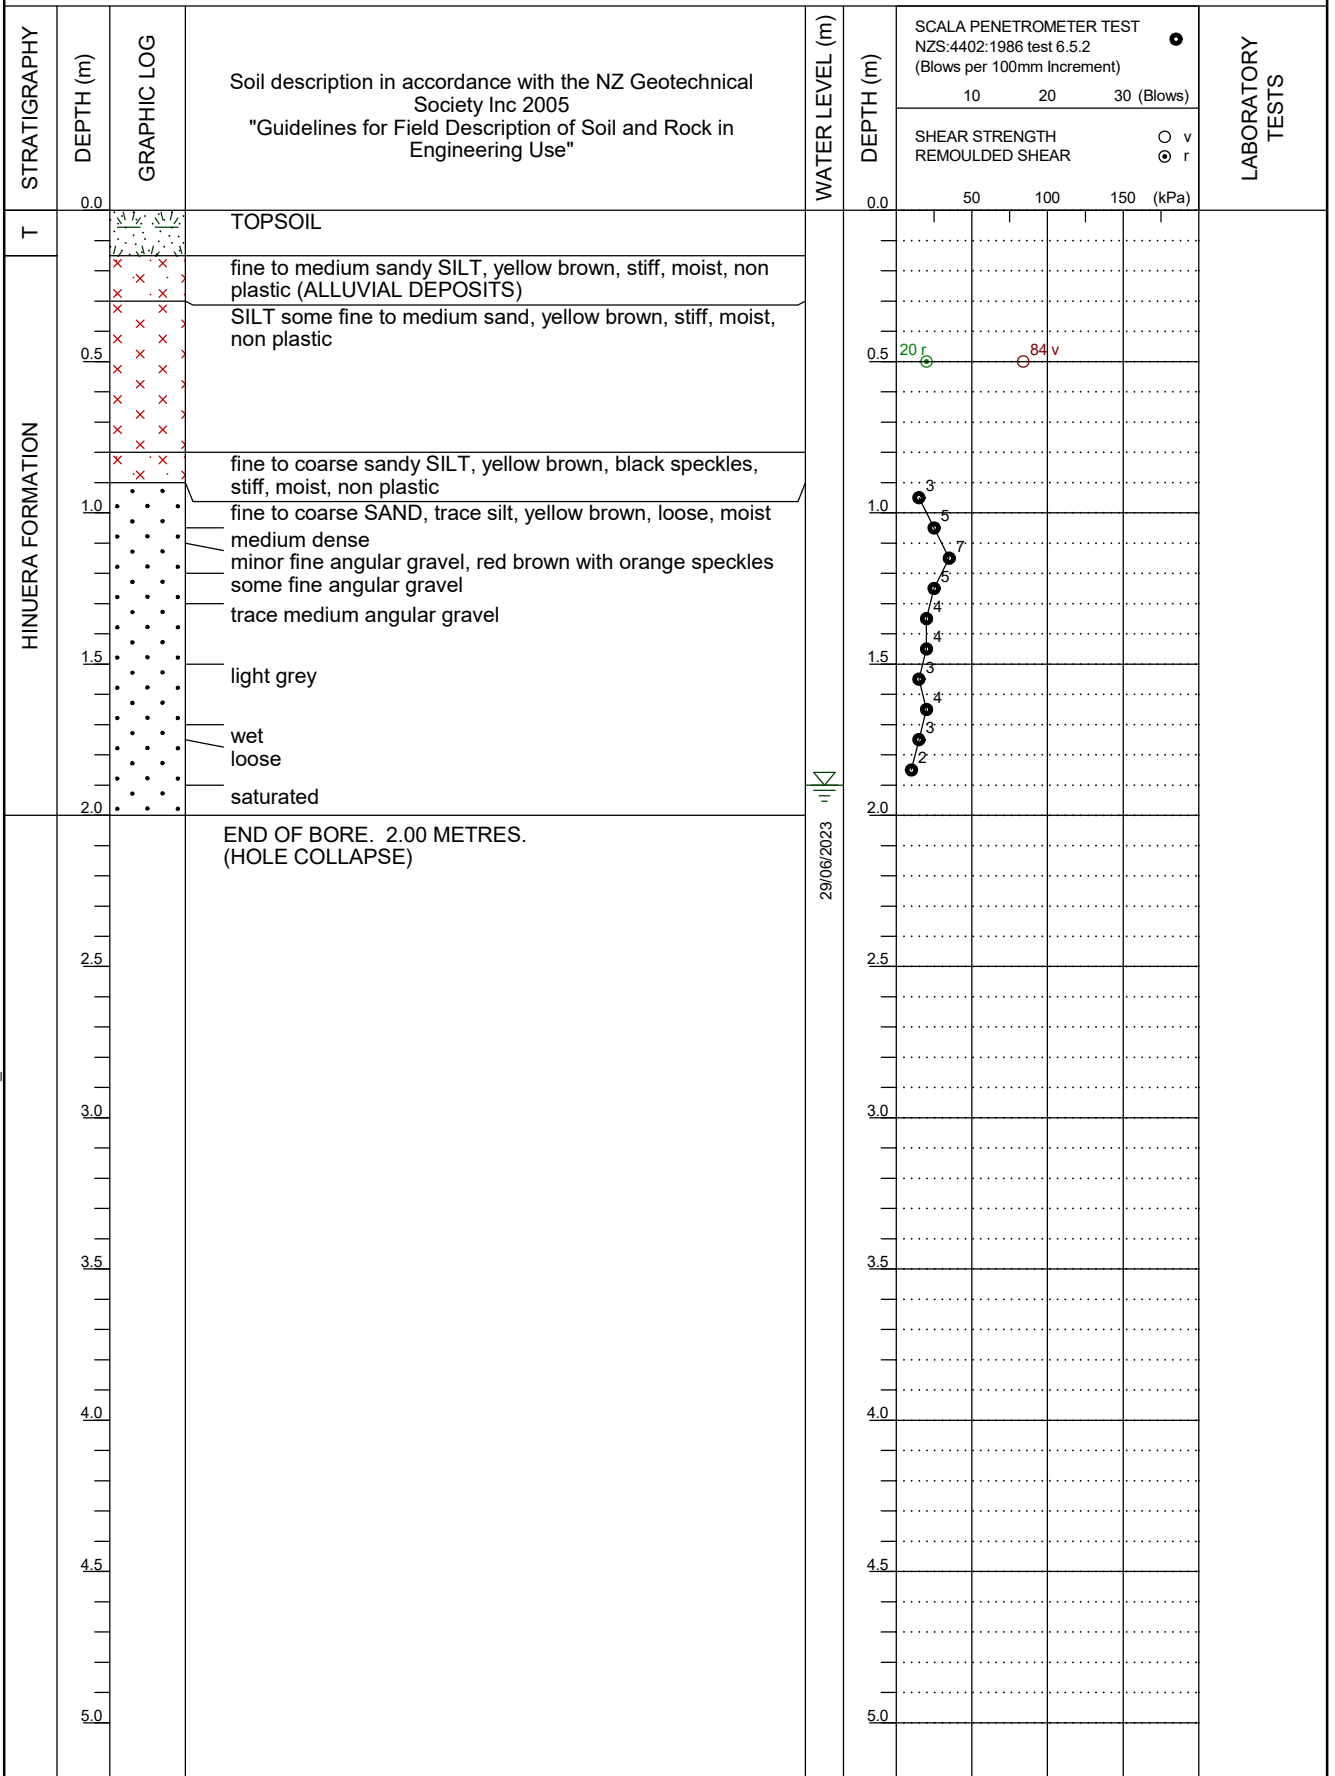 STRATIGRAPHY
DEPTH (m)
GRAPHIC LOG
Soil description in accordance with the NZ Geotechnical
Society Inc 2005
"Guidelines for Field Description of Soil and Rock in
Engineering Use"
WATER LEVEL (m)
DEPTH (m)
SCALA PENETROMETER TEST
NZS:4402:1986 test 6.5.2
(Blows per 100mm Increment)
10 20 30 (Blows)
SHEAR STRENGTH v
REMOULDED SHEAR r
50 100 150 (kPa)
LABORATORY
TESTS
0.0
0.0
T
TOPSOIL
HINUERA FORMATION
fine to medium sandy SILT, yellow brown, stiff, moist, non
plastic (ALLUVIAL DEPOSITS)
SILT some fine to medium sand, yellow brown, stiff, moist,
non plastic
0.5
0.5
20 r
84 v
fine to coarse sandy SILT, yellow brown, black speckles,
stiff, moist, non plastic
3
1.0
fine to coarse SAND, trace silt, yellow brown, loose, moist
1.0
5
medium dense
7
minor fine angular gravel, red brown with orange speckles
5
some fine angular gravel
4
trace medium angular gravel
4
1.5
1.5
light grey
3
4
wet
3
loose
2
saturated
2.0
2.0
END OF BORE. 2.00 METRES.
(HOLE COLLAPSE)
29/06/2023
2.5
2.5
3.0
3.0
3.5
3.5
4.0
4.0
4.5
4.5
5.0
5.0